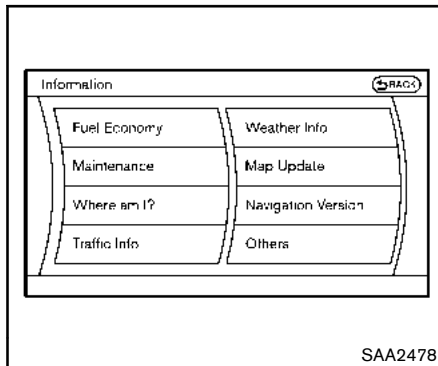 Information
BACK
Fuel Economy
Weather Info
Maintenance
Map Update
Where am I?
Navigation Version
Traffic Info
Others
SAA2478